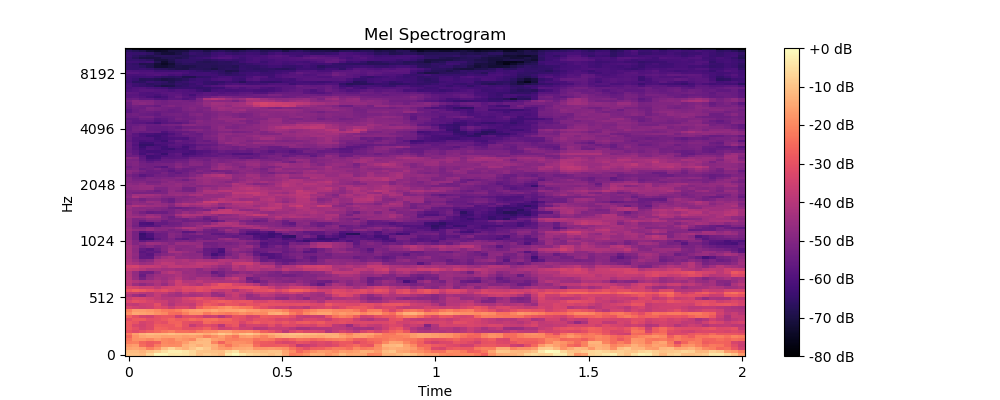 Mel Spectrogram
Hz
8192
4096
2048
1024
512
0
0 0.5 1 1.5 2
Time
+0 dB
-10 dB
-20 dB
-30 dB
-40 dB
-50 dB
-60 dB
-70 dB
-80 dB